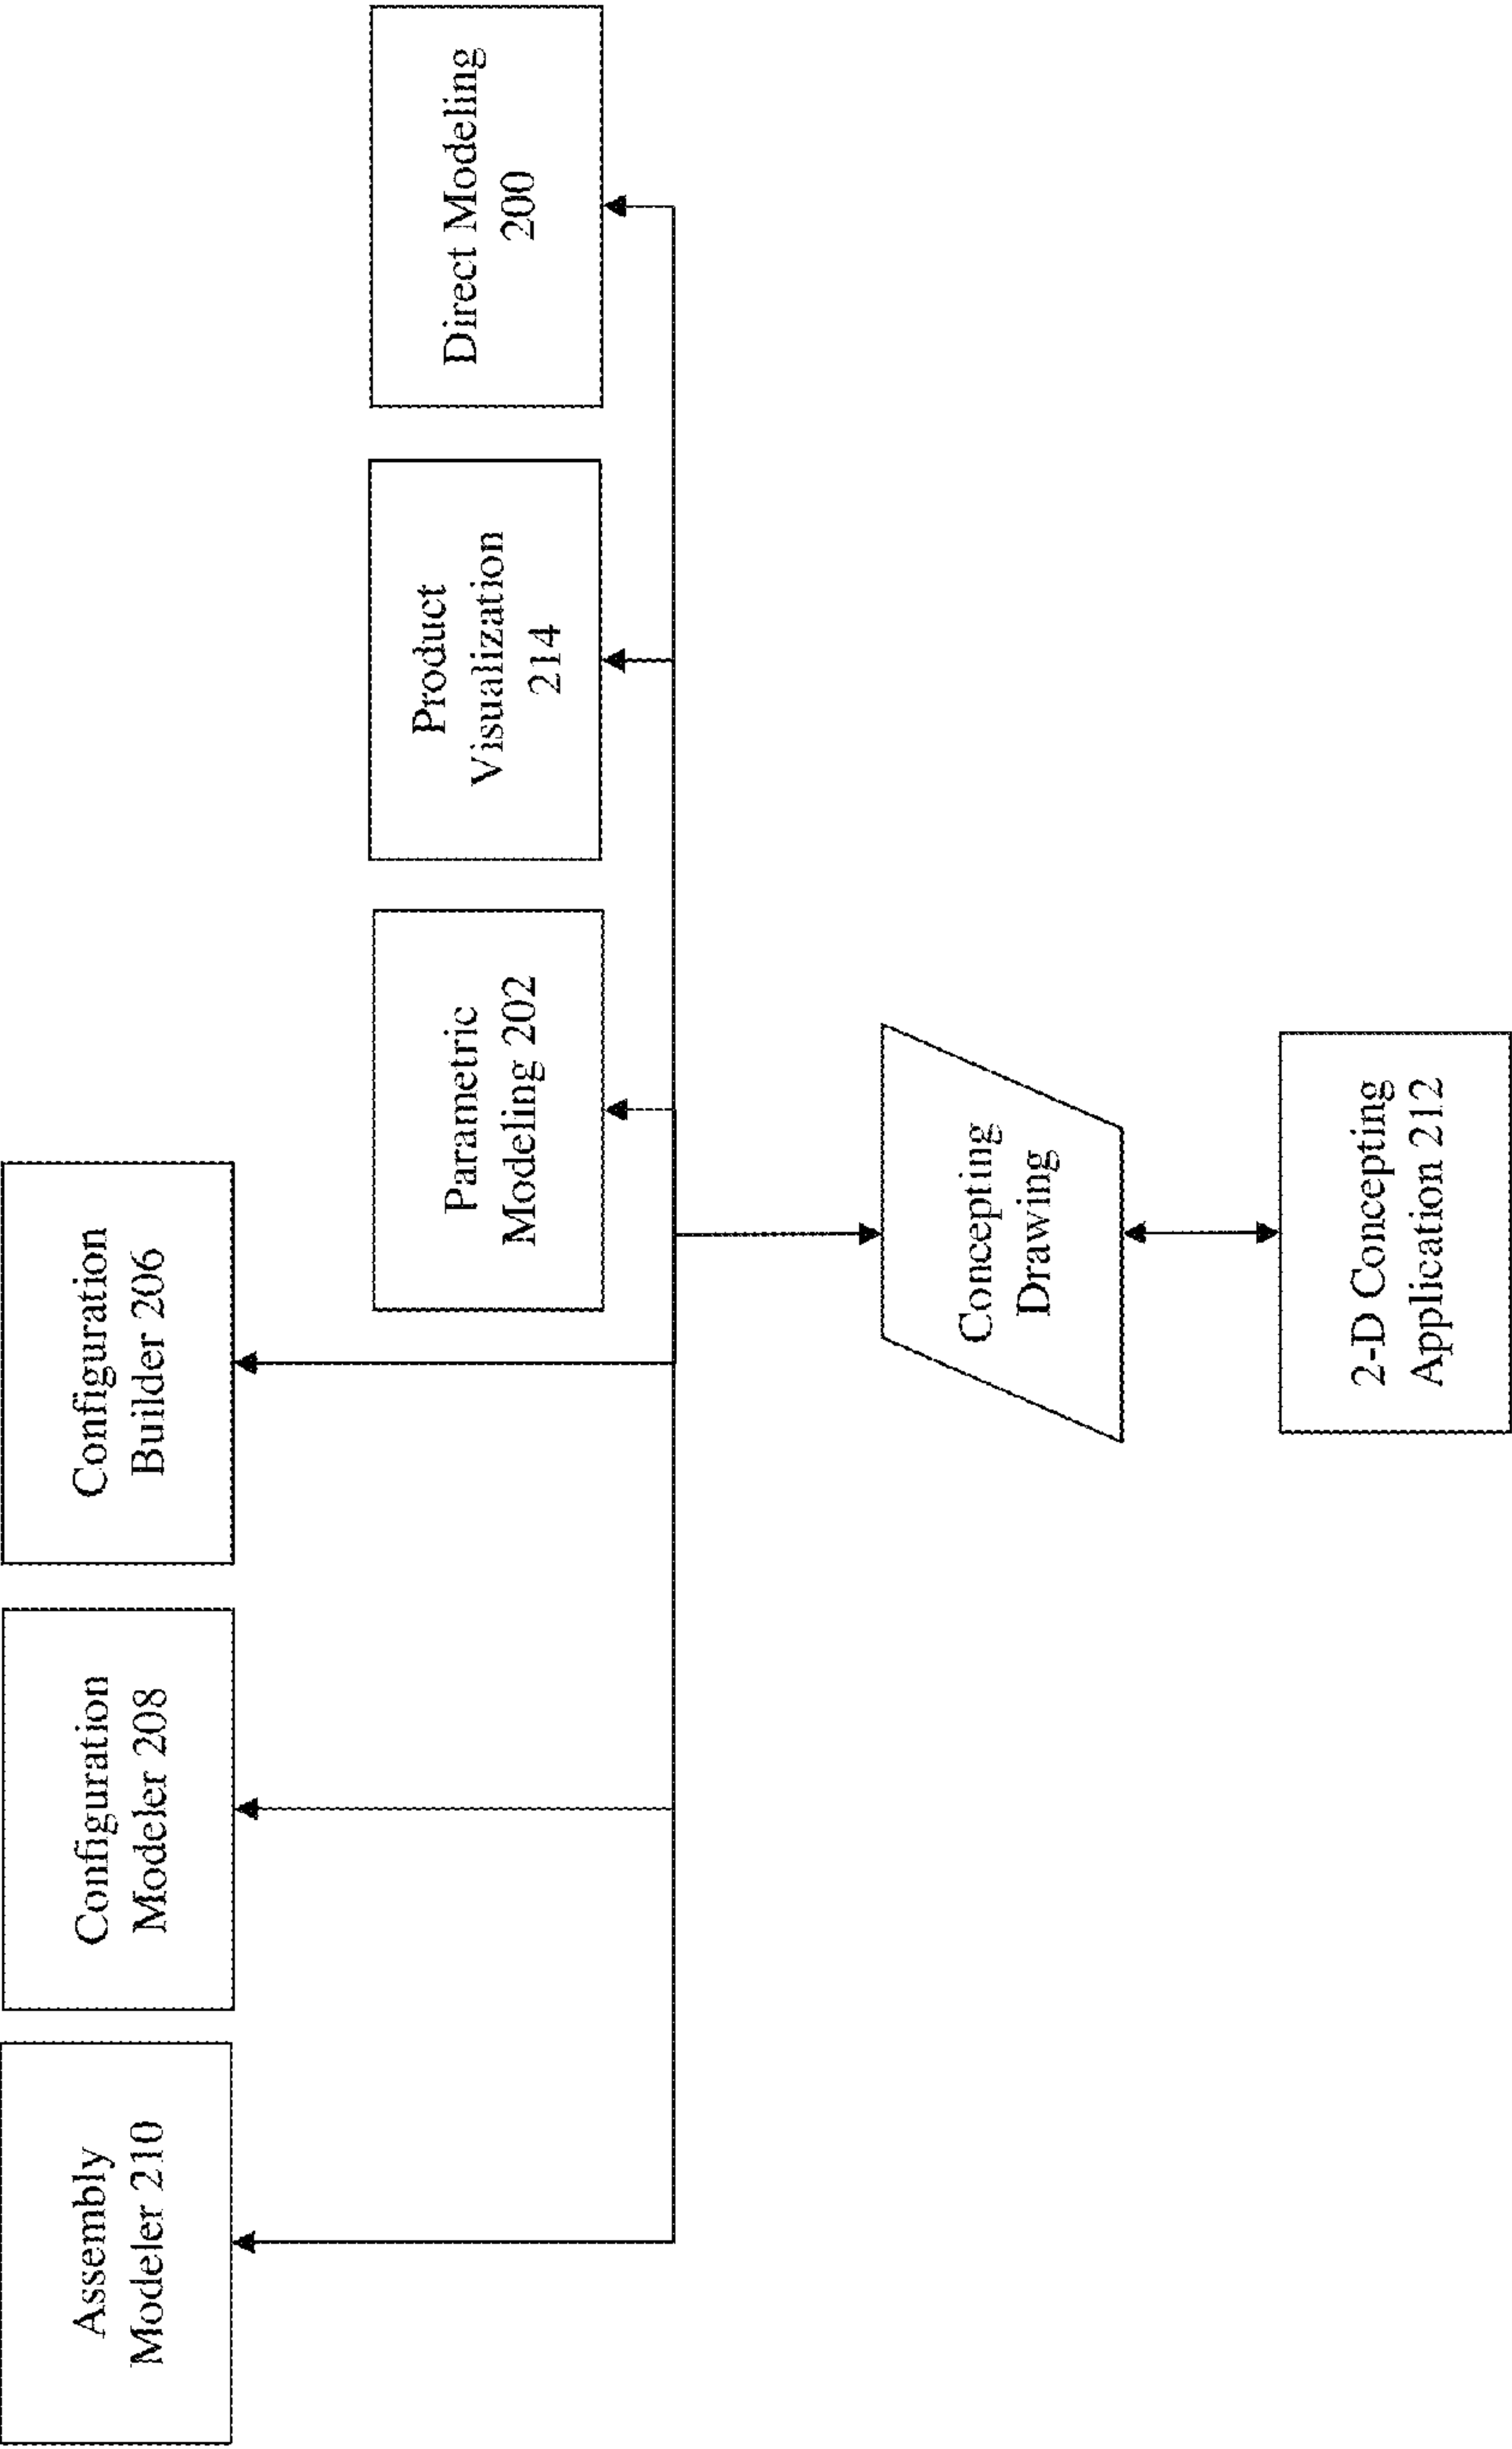 Assembly
Modeler 210
Configuration
Modeler 208
Configuration
Builder 206
Parametric
Modeling 202
Product
Visualization
214
Direct Modeling
200
Concepting
Drawing
2-D Concepting
Application 212